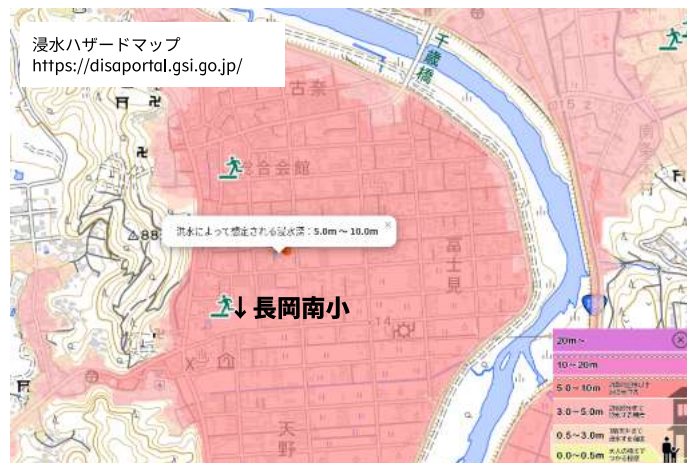 浸水ハザードマップ
https://disaportal.gsi.go.jp/
千歳橋
古奈
総合会館
88
洪水によって想定される浸水深：5.0m ～ 10.0m
富士見
↓長岡南小
14
天野
20m～
10～20m
5.0～10m
3.0～5.0m
0.5～3.0m
0.0～0.5m